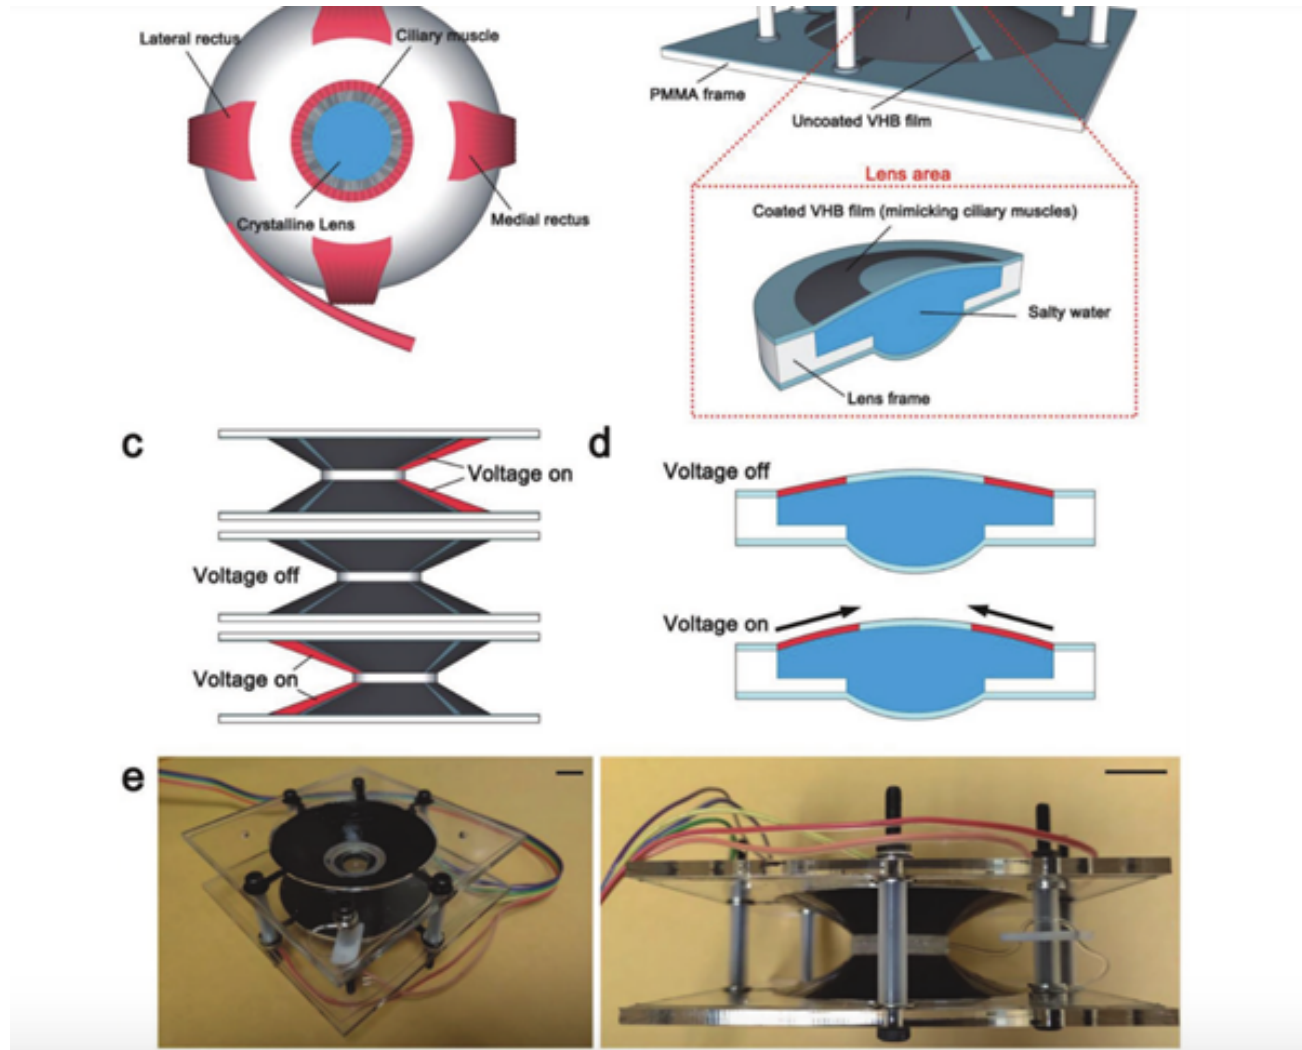 Lateral rectus
Ciliary muscle
Crystalline Lens
Medial rectus
PMMA frame
Uncoated VHB film
Lens area
Coated VHB film (mimicking ciliary muscles)
Salty water
Lens frame
c
Voltage on
Voltage off
Voltage on
d
Voltage off
Voltage on
e